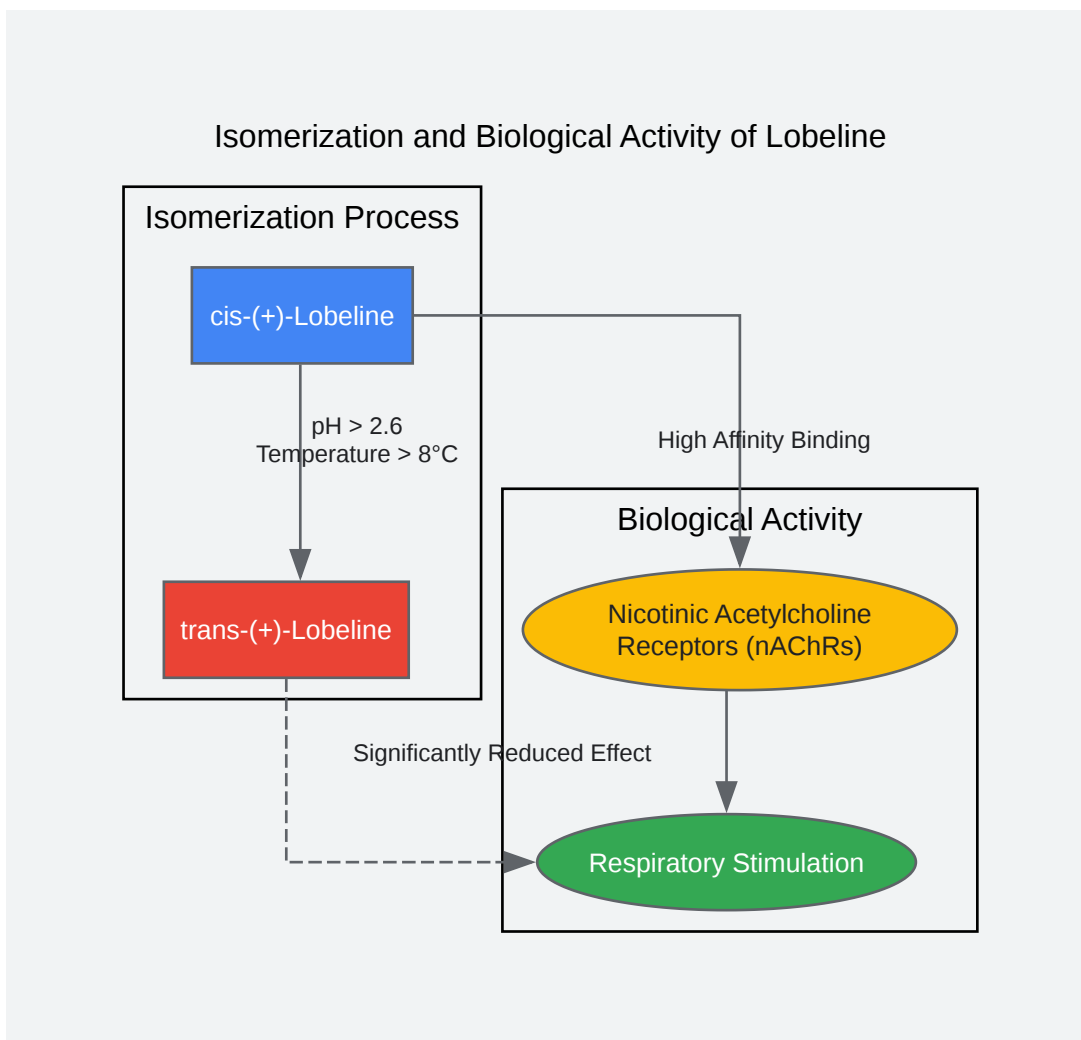 Isomerization and Biological Activity of Lobeline
Isomerization Process
cis-(+)-Lobeline
pH > 2.6
Temperature > 8°C
High Affinity Binding
Biological Activity
Nicotinic Acetylcholine
Receptors (nAChRs)
trans-(+)-Lobeline
Significantly Reduced Effect
Respiratory Stimulation